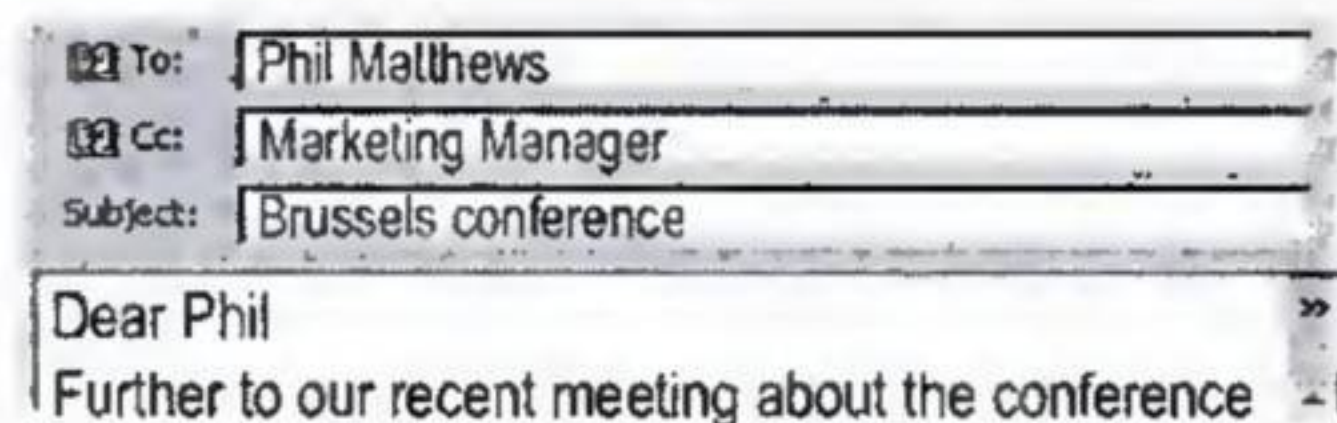 To: Phil Matthews
Cc: Marketing Manager
Subject: Brussels conference
Dear Phil
Further to our recent meeting about the conference